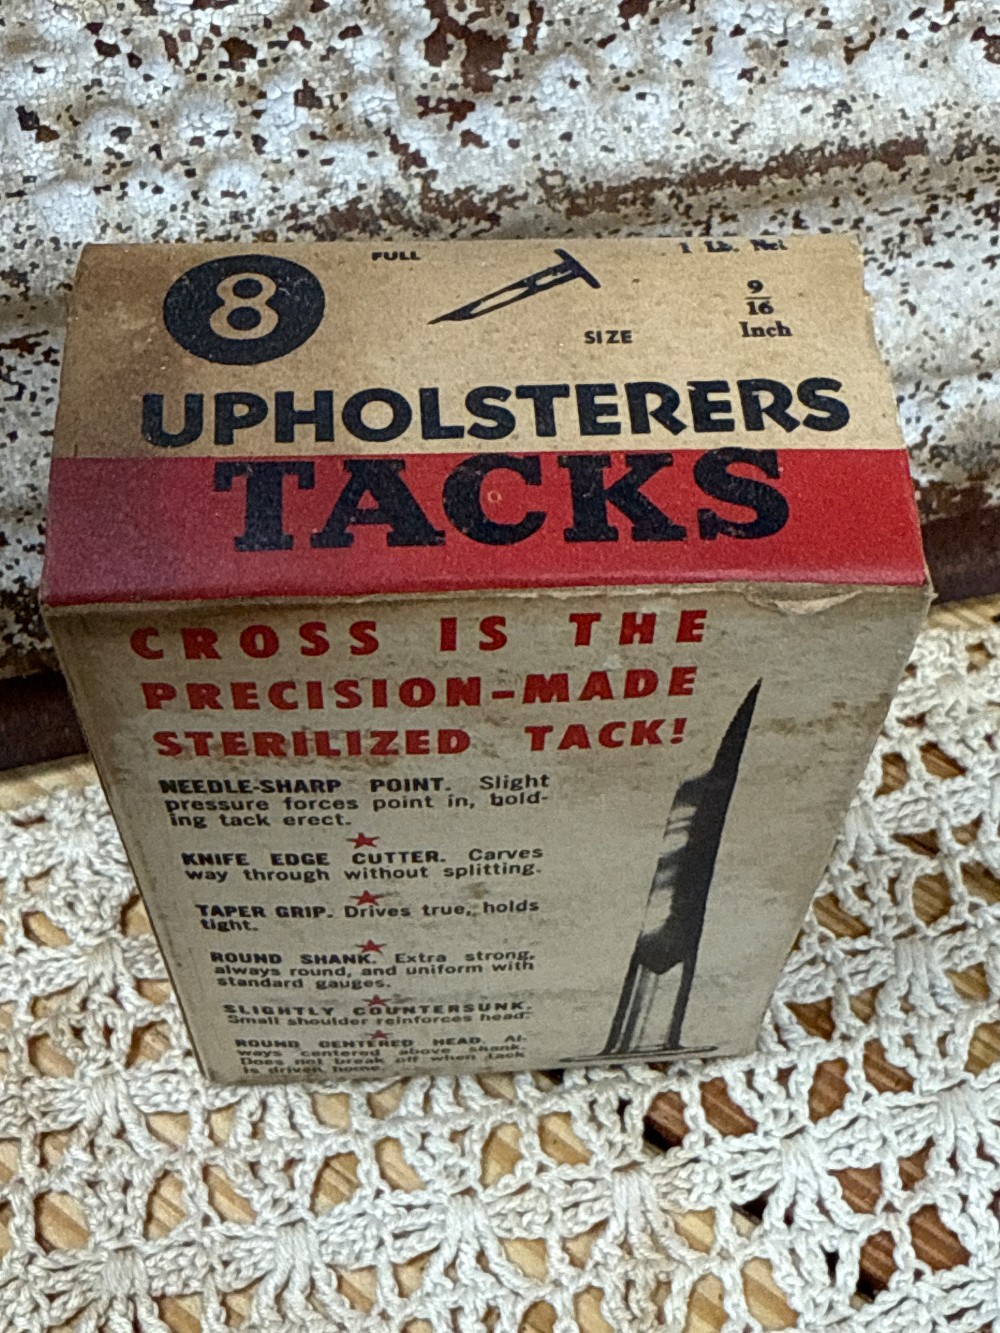 8 FULL 1 Lb. Net
9/16
SIZE Inch
UPHOLSTERERS
TACKS
CROSS IS THE
PRECISION-MADE
STERILIZED TACK!
NEEDLE-SHARP POINT. Slight
pressure forces point in, hold-
ing tack erect.
KNIFE EDGE CUTTER. Carves
way through without splitting.
TAPER GRIP. Drives true, holds
tight.
ROUND SHANK. Extra strong,
always round, and uniform with
standard gauges.
SLIGHTLY COUNTERSUNK.
Small shoulder reinforces head.
ROUND CENTERED HEAD. Al-
ways centered above shank.
Does not break off when tack
is driven home.